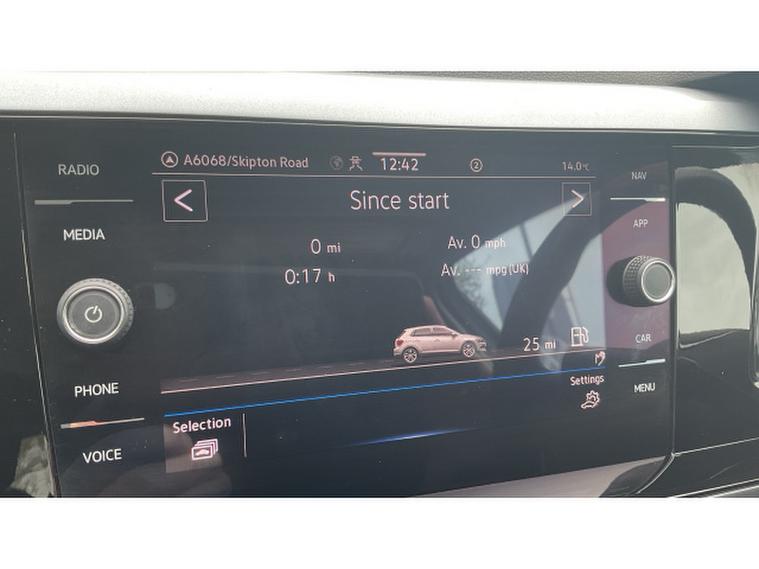 A6068/Skipton Road 12:42 2 14.0°C
RADIO
NAV
Since start
MEDIA
APP
0 mi Av. 0 mph
0:17 h Av. --- mpg (UK)
25 mi
CAR
PHONE
Settings
MENU
Selection
VOICE